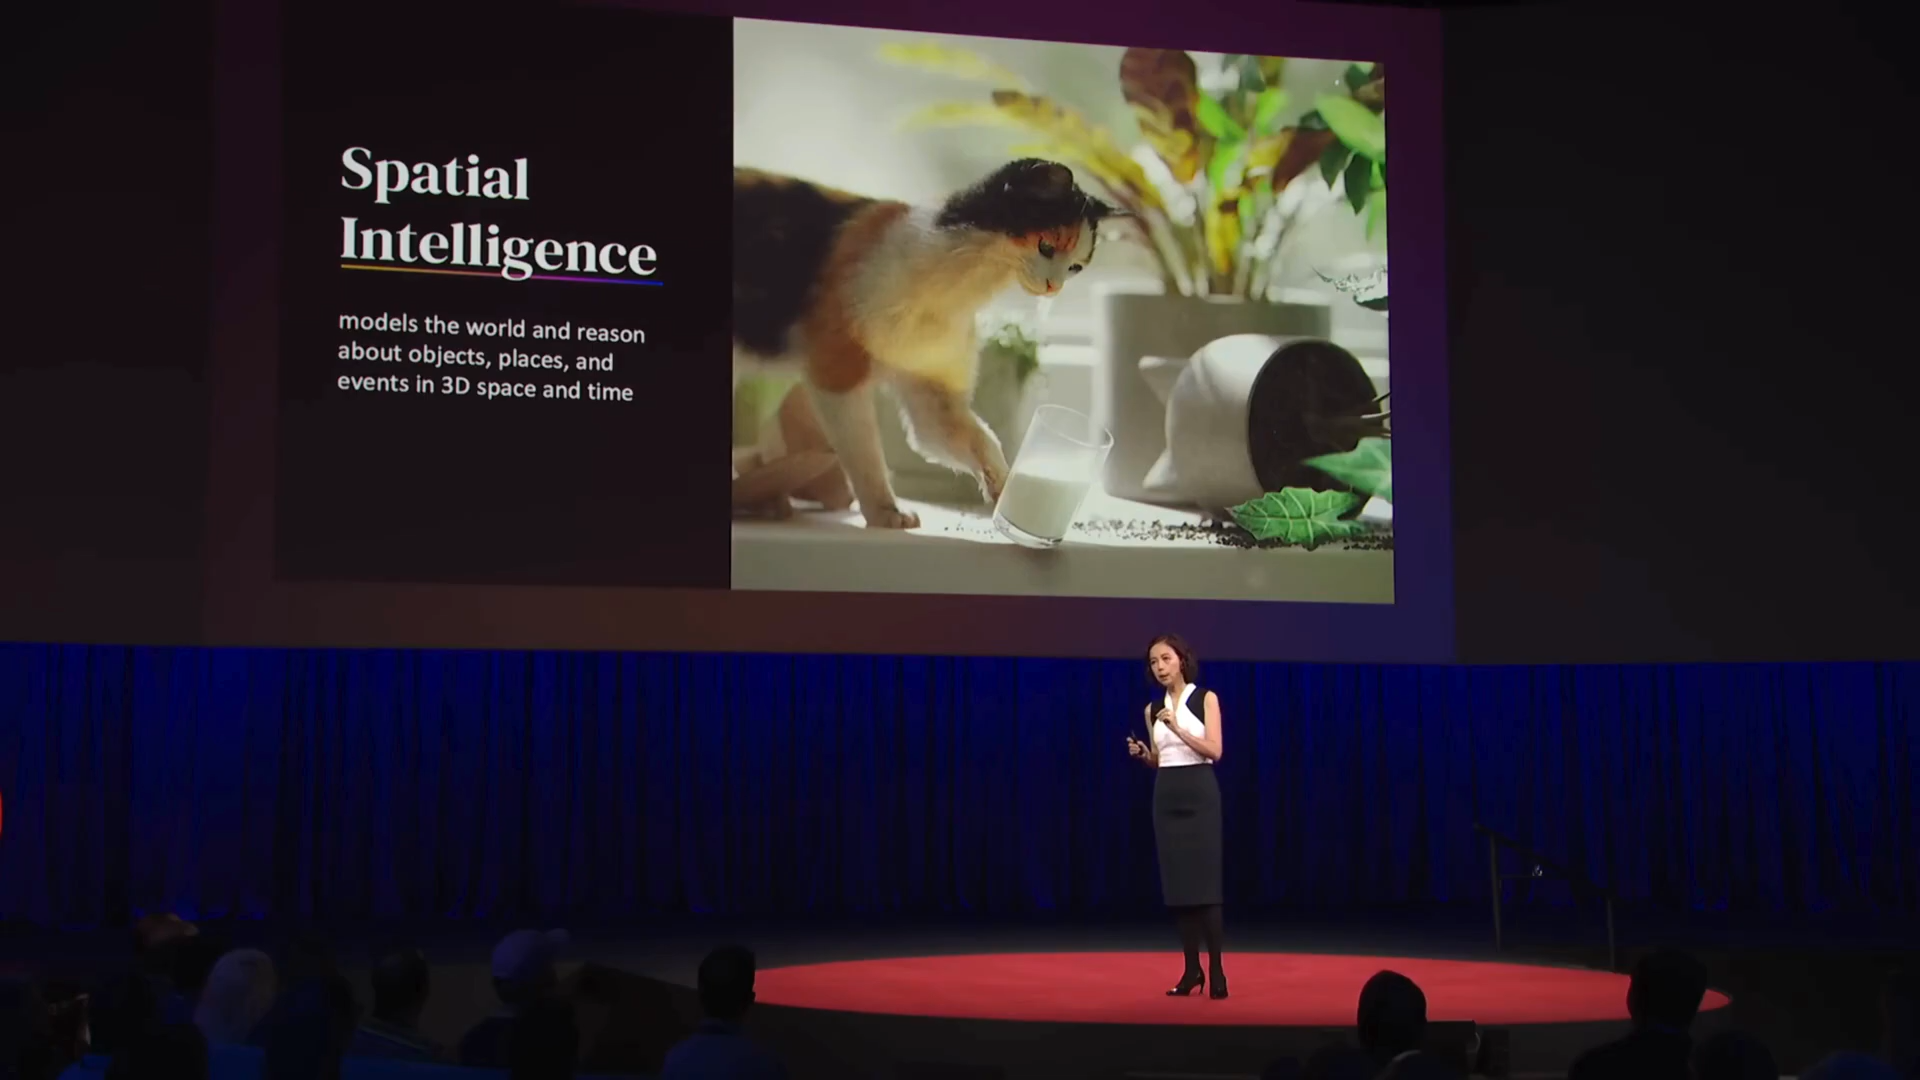 Spatial
Intelligence
models the world and reason
about objects, places, and
events in 3D space and time